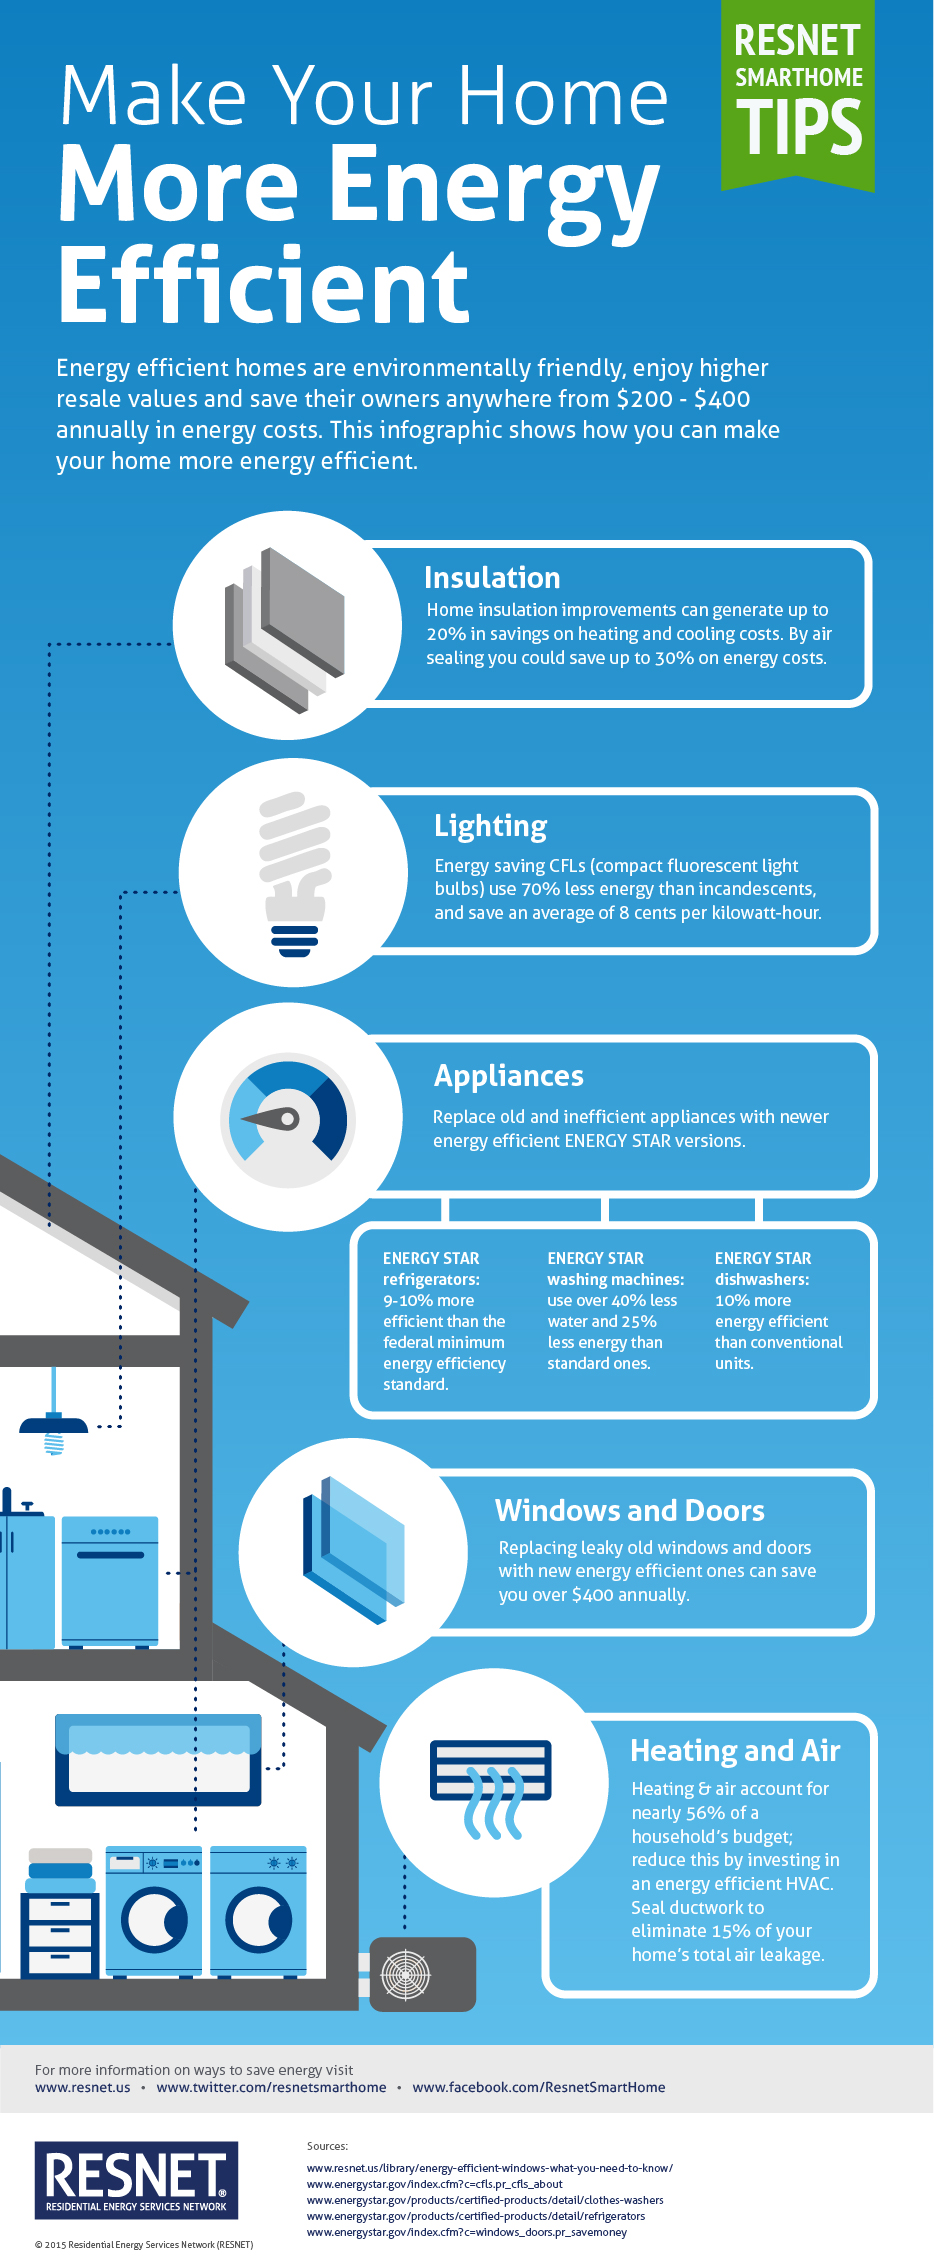 RESNET
SMARTHOME
TIPS
Make Your Home
More Energy
Efficient
Energy efficient homes are environmentally friendly, enjoy higher
resale values and save their owners anywhere from $200 - $400
annually in energy costs. This infographic shows how you can make
your home more energy efficient.
Insulation
Home insulation improvements can generate up to
20% in savings on heating and cooling costs. By air
sealing you could save up to 30% on energy costs.
Lighting
Energy saving CFLs (compact fluorescent light
bulbs) use 70% less energy than incandescents,
and save an average of 8 cents per kilowatt-hour.
Appliances
Replace old and inefficient appliances with newer
energy efficient ENERGY STAR versions.
ENERGY STAR
refrigerators:
9-10% more
efficient than the
federal minimum
energy efficiency
standard.
ENERGY STAR
washing machines:
use over 40% less
water and 25%
less energy than
standard ones.
ENERGY STAR
dishwashers:
10% more
energy efficient
than conventional
units.
Windows and Doors
Replacing leaky old windows and doors
with new energy efficient ones can save
you over $400 annually.
Heating and Air
Heating & air account for
nearly 56% of a
household's budget;
reduce this by investing in
an energy efficient HVAC.
Seal ductwork to
eliminate 15% of your
home's total air leakage.
For more information on ways to save energy visit
www.resnet.us • www.twitter.com/resnetsmarthome • www.facebook.com/ResnetSmartHome
RESNET®
RESIDENTIAL ENERGY SERVICES NETWORK
© 2015 Residential Energy Services Network (RESNET)
Sources:
www.resnet.us/library/energy-efficient-windows-what-you-need-to-know/
www.energystar.gov/index.cfm?c=cfls.pr_cfls_about
www.energystar.gov/products/certified-products/detail/clothes-washers
www.energystar.gov/products/certified-products/detail/refrigerators
www.energystar.gov/index.cfm?c=windows_doors.pr_savemoney